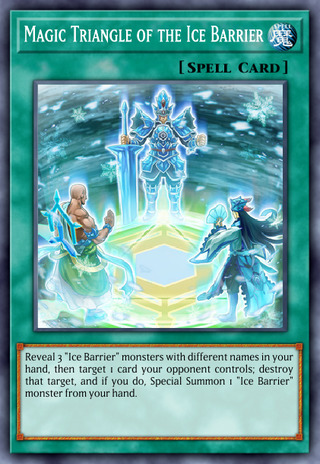 Magic Triangle of the Ice Barrier 魔
[Spell Card]
Reveal 3 "Ice Barrier" monsters with different names in your
hand, then target 1 card your opponent controls; destroy
that target, and if you do, Special Summon 1 "Ice Barrier"
monster from your hand.